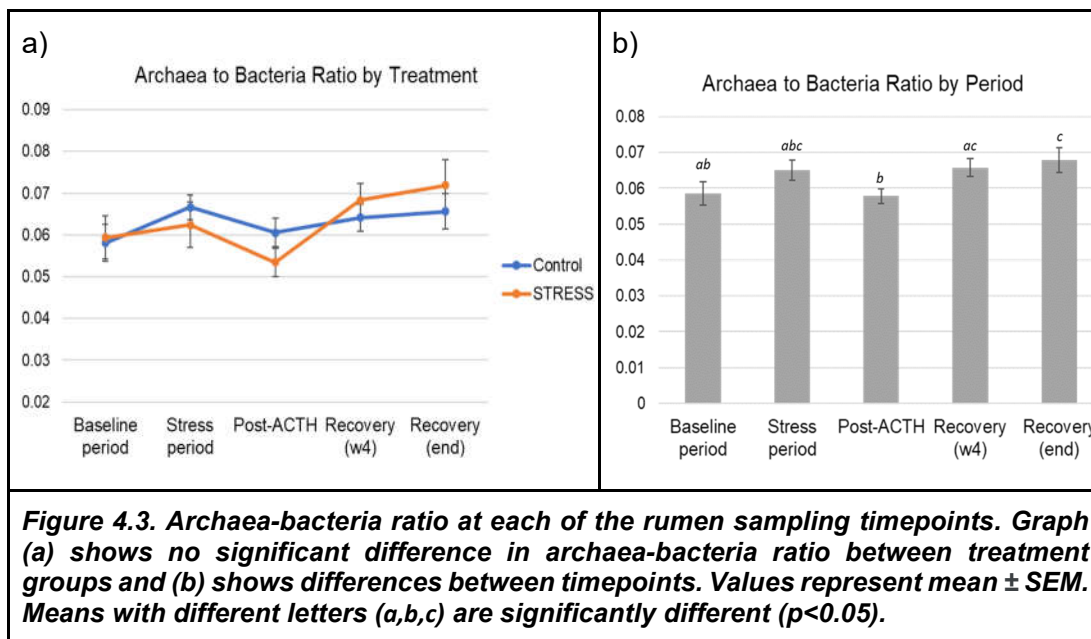 a)
Archaea to Bacteria Ratio by Treatment
0.09
0.08
0.07
0.06
0.05
0.04
0.03
0.02
Baseline period
Stress period
Post-ACTH
Recovery (w4)
Recovery (end)
Control
STRESS
b)
Archaea to Bacteria Ratio by Period
0.08
0.07
0.06
0.05
0.04
0.03
0.02
0.01
0
ab
abc
b
ac
c
Baseline period
Stress period
Post-ACTH
Recovery (w4)
Recovery (end)
Figure 4.3. Archaea-bacteria ratio at each of the rumen sampling timepoints. Graph
(a) shows no significant difference in archaea-bacteria ratio between treatment
groups and (b) shows differences between timepoints. Values represent mean ± SEM.
Means with different letters (a,b,c) are significantly different (p<0.05).